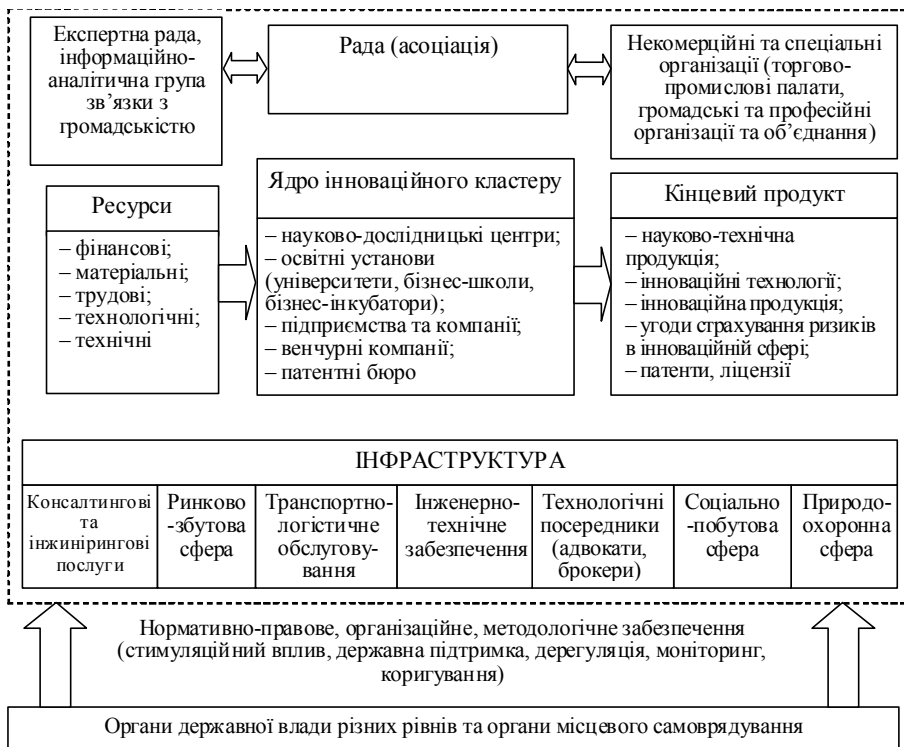 Експертна рада,
інформаційно-
аналітична група
зв’язки з
громадськістю
Рада (асоціація)
Некомерційні та спеціальні
організації (торгово-
промислові палати,
громадські та професійні
організації та об’єднання)
Ресурси
– фінансові;
– матеріальні;
– трудові;
– технологічні;
– технічні
Ядро інноваційного кластеру
– науково-дослідницькі центри;
– освітні установи
(університети, бізнес-школи,
бізнес-інкубатори);
– підприємства та компанії;
– венчурні компанії;
– патентні бюро
Кінцевий продукт
– науково-технічна
продукція;
– інноваційні технології;
– інноваційна продукція;
– угоди страхування ризиків
в інноваційній сфері;
– патенти, ліцензії
ІНФРАСТРУКТУРА
Консалтингові
та
інжинірингові
послуги
Ринково
-збутова
сфера
Транспортно-
логістичне
обслугову-
вання
Інженерно-
технічне
забезпечення
Технологічні
посередники
(адвокати,
брокери)
Соціально
-побутова
сфера
Природо-
охоронна
сфера
Нормативно-правове, організаційне, методологічне забезпечення
(стимуляційний вплив, державна підтримка, дерегуляція, моніторинг,
коригування)
Органи державної влади різних рівнів та органи місцевого самоврядування